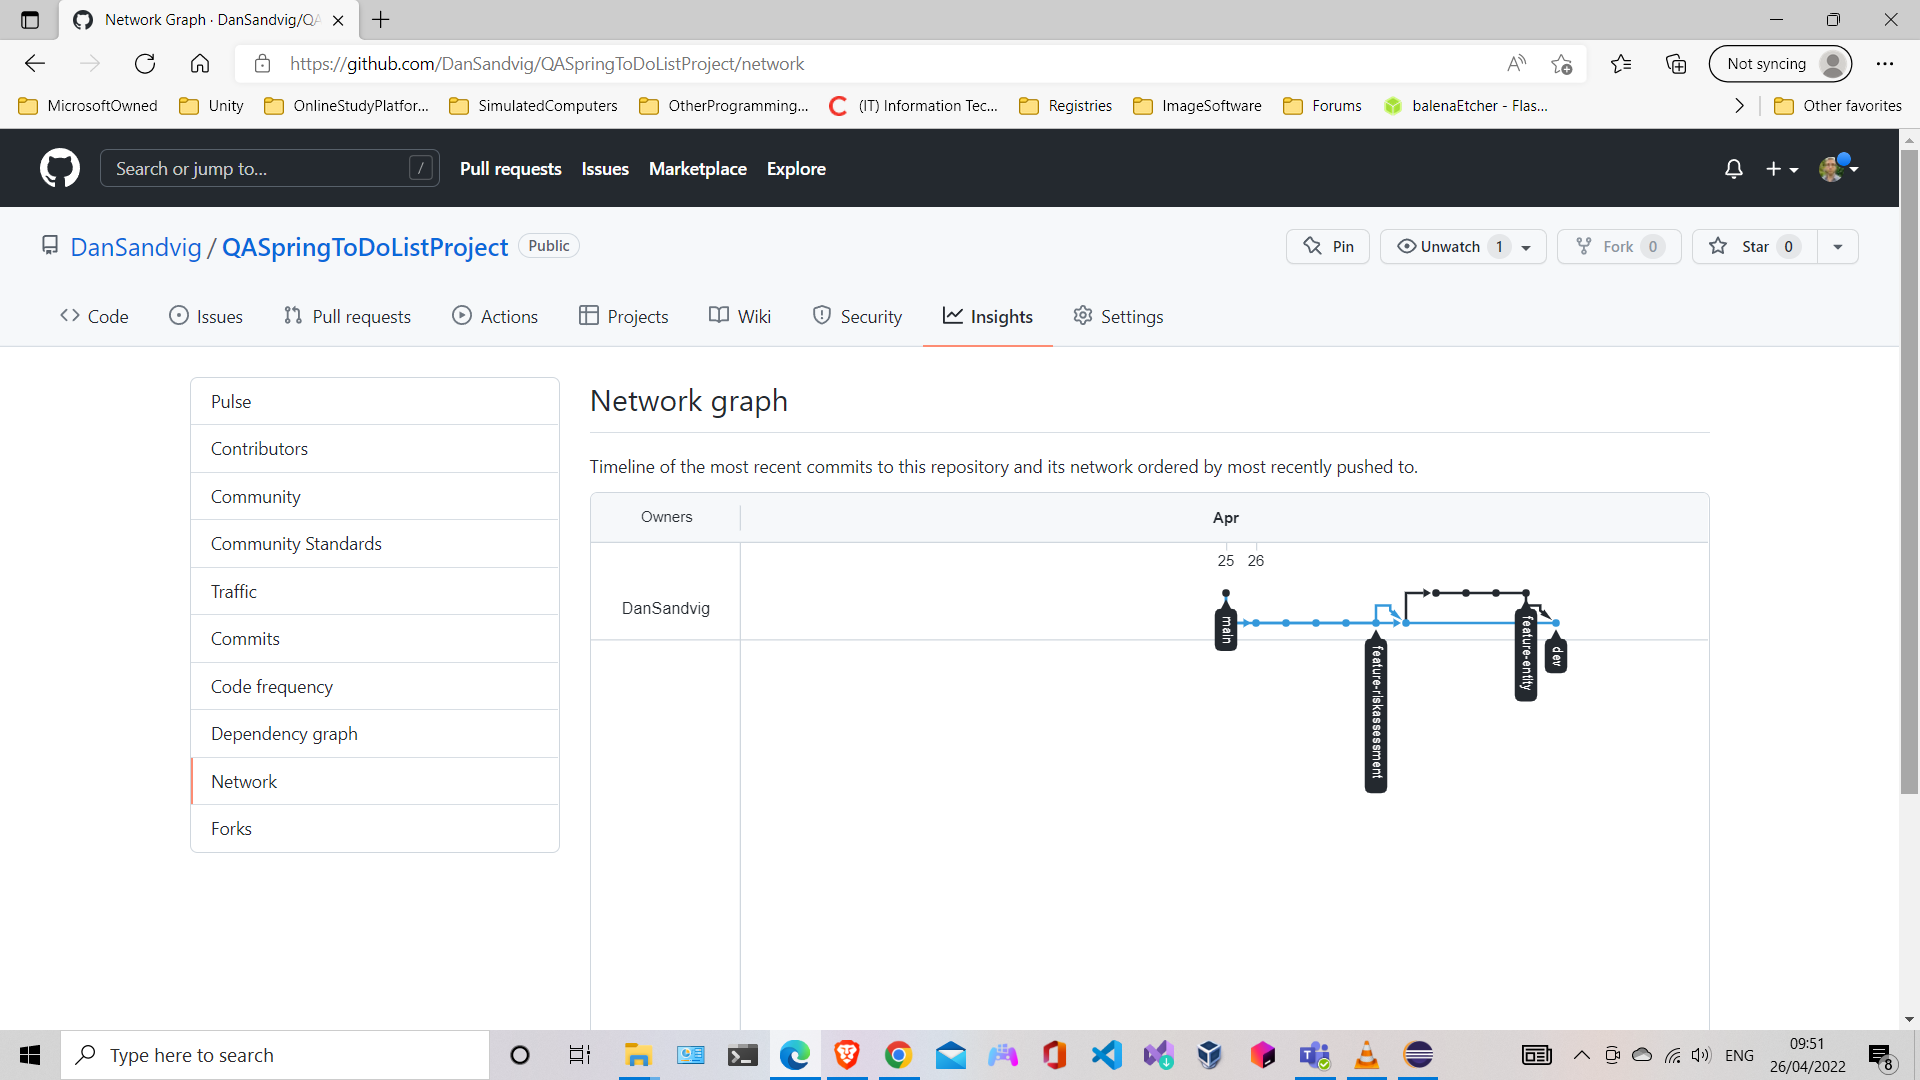 Network Graph · DanSandvig/QA
https://github.com/DanSandvig/QASpringToDoListProject/network
Not syncing
MicrosoftOwned
Unity
OnlineStudyPlatfor...
SimulatedComputers
OtherProgramming...
(IT) Information Tec...
Registries
ImageSoftware
Forums
balenaEtcher - Flas...
Other favorites
Search or jump to...
/
Pull requests
Issues
Marketplace
Explore
DanSandvig / QASpringToDoListProject
Public
Pin
Unwatch 1
Fork 0
Star 0
Code
Issues
Pull requests
Actions
Projects
Wiki
Security
Insights
Settings
Pulse
Contributors
Community
Community Standards
Traffic
Commits
Code frequency
Dependency graph
Network
Forks
Network graph
Timeline of the most recent commits to this repository and its network ordered by most recently pushed to.
Owners
Apr
25 26
DanSandvig
main
feature-riskassessment
feature-entity
dev
Type here to search
ENG
09:51
26/04/2022
8